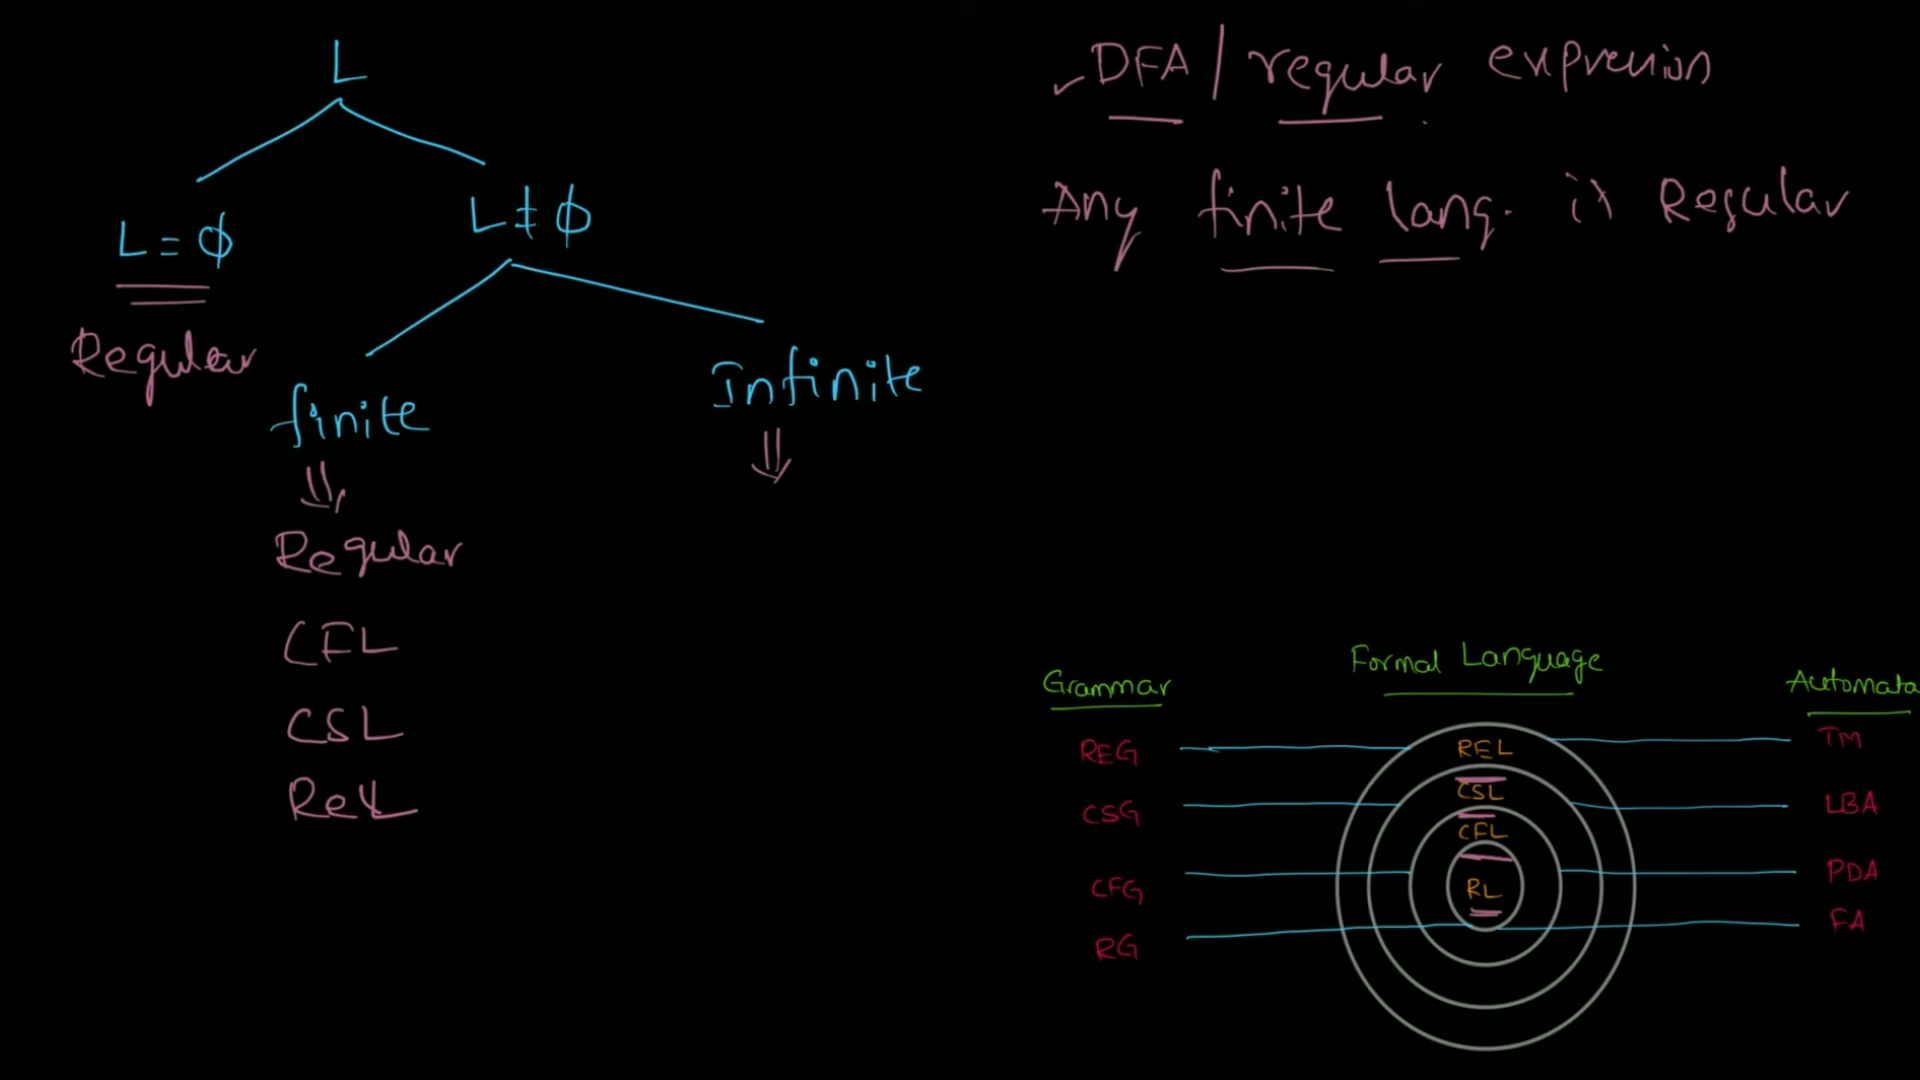 L
L = ϕ
L ≠ ϕ
Regular
finite
Infinite
⇓
⇓
Regular
CFL
CSL
REL
✓ DFA / regular expression
Any finite lang. is Regular
Formal Language
Grammar
Automata
REG
REL
TM
CSG
CSL
LBA
CFG
CFL
PDA
RG
RL
FA